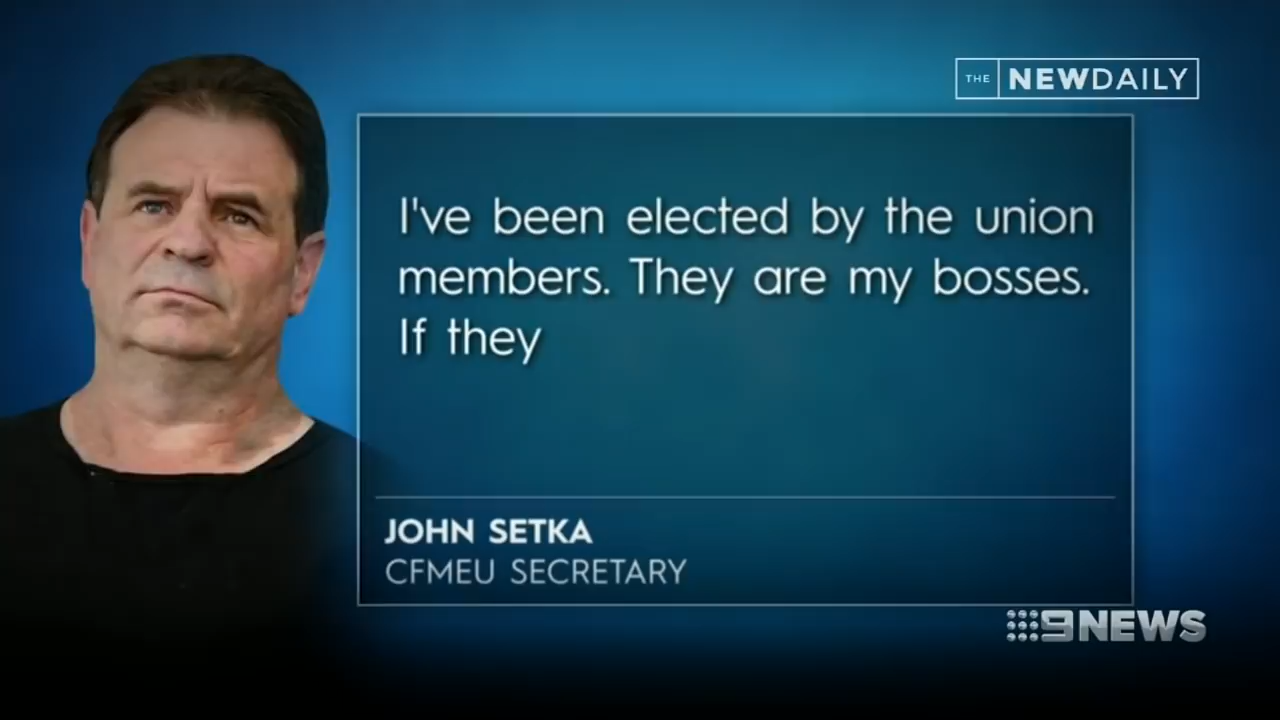 THE NEWDAILY
I've been elected by the union
members. They are my bosses.
If they
JOHN SETKA
CFMEU SECRETARY
9NEWS